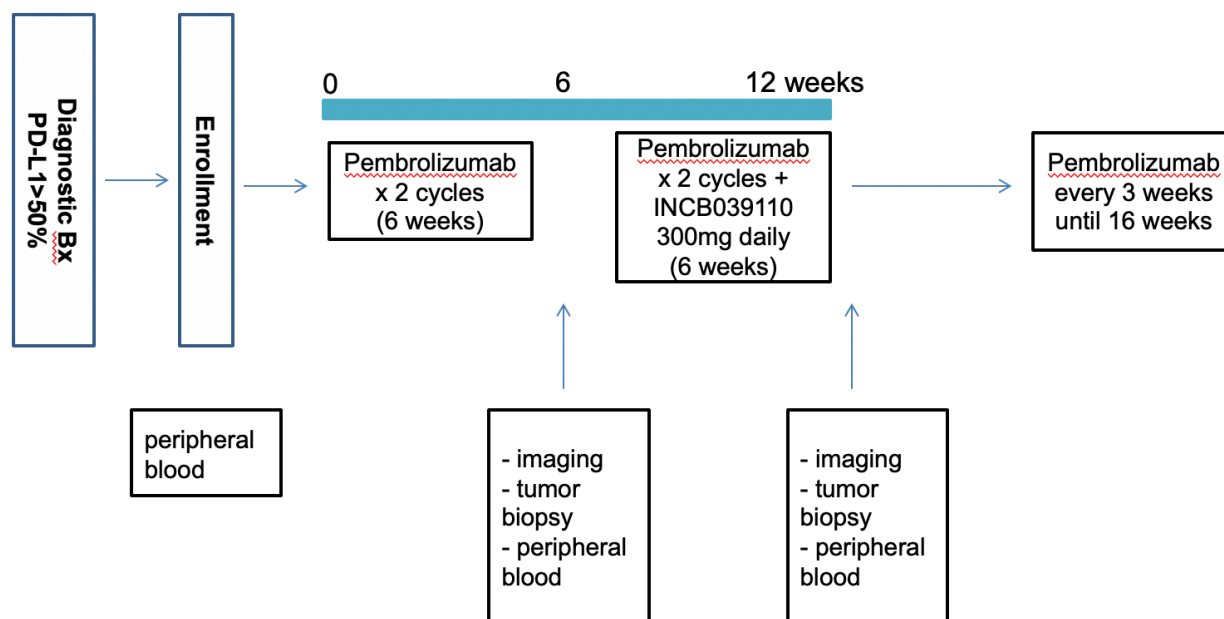 Diagnostic Bx
PD-L1>50%
Enrollment
0
6
12 weeks
Pembrolizumab
x 2 cycles
(6 weeks)
Pembrolizumab
x 2 cycles +
INCB039110
300mg daily
(6 weeks)
Pembrolizumab
every 3 weeks
until 16 weeks
peripheral
blood
- imaging
- tumor
biopsy
- peripheral
blood
- imaging
- tumor
biopsy
- peripheral
blood